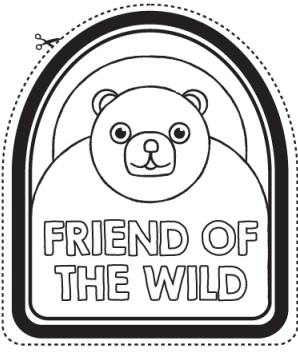 FRIEND OF
THE WILD